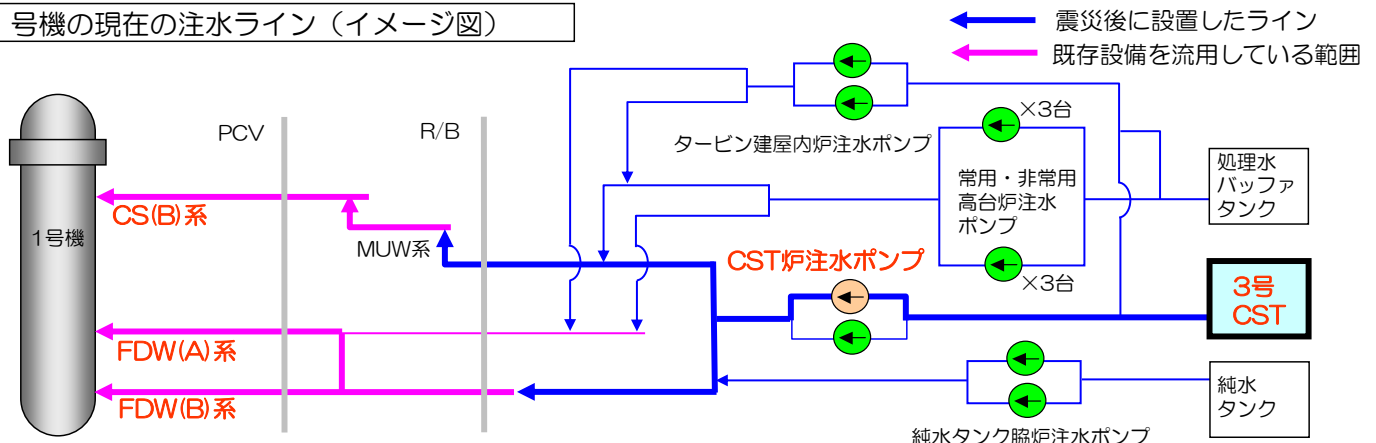 号機の現在の注水ライン（イメージ図）
震災後に設置したライン
既存設備を流用している範囲
PCV
R/B
×3台
タービン建屋内炉注水ポンプ
常用・非常用
高台炉注水
ポンプ
処理水
バッファ
タンク
CS(B)系
1号機
MUW系
CST炉注水ポンプ
×3台
3号
CST
FDW(A)系
FDW(B)系
純水
タンク
純水タンク脇炉注水ポンプ